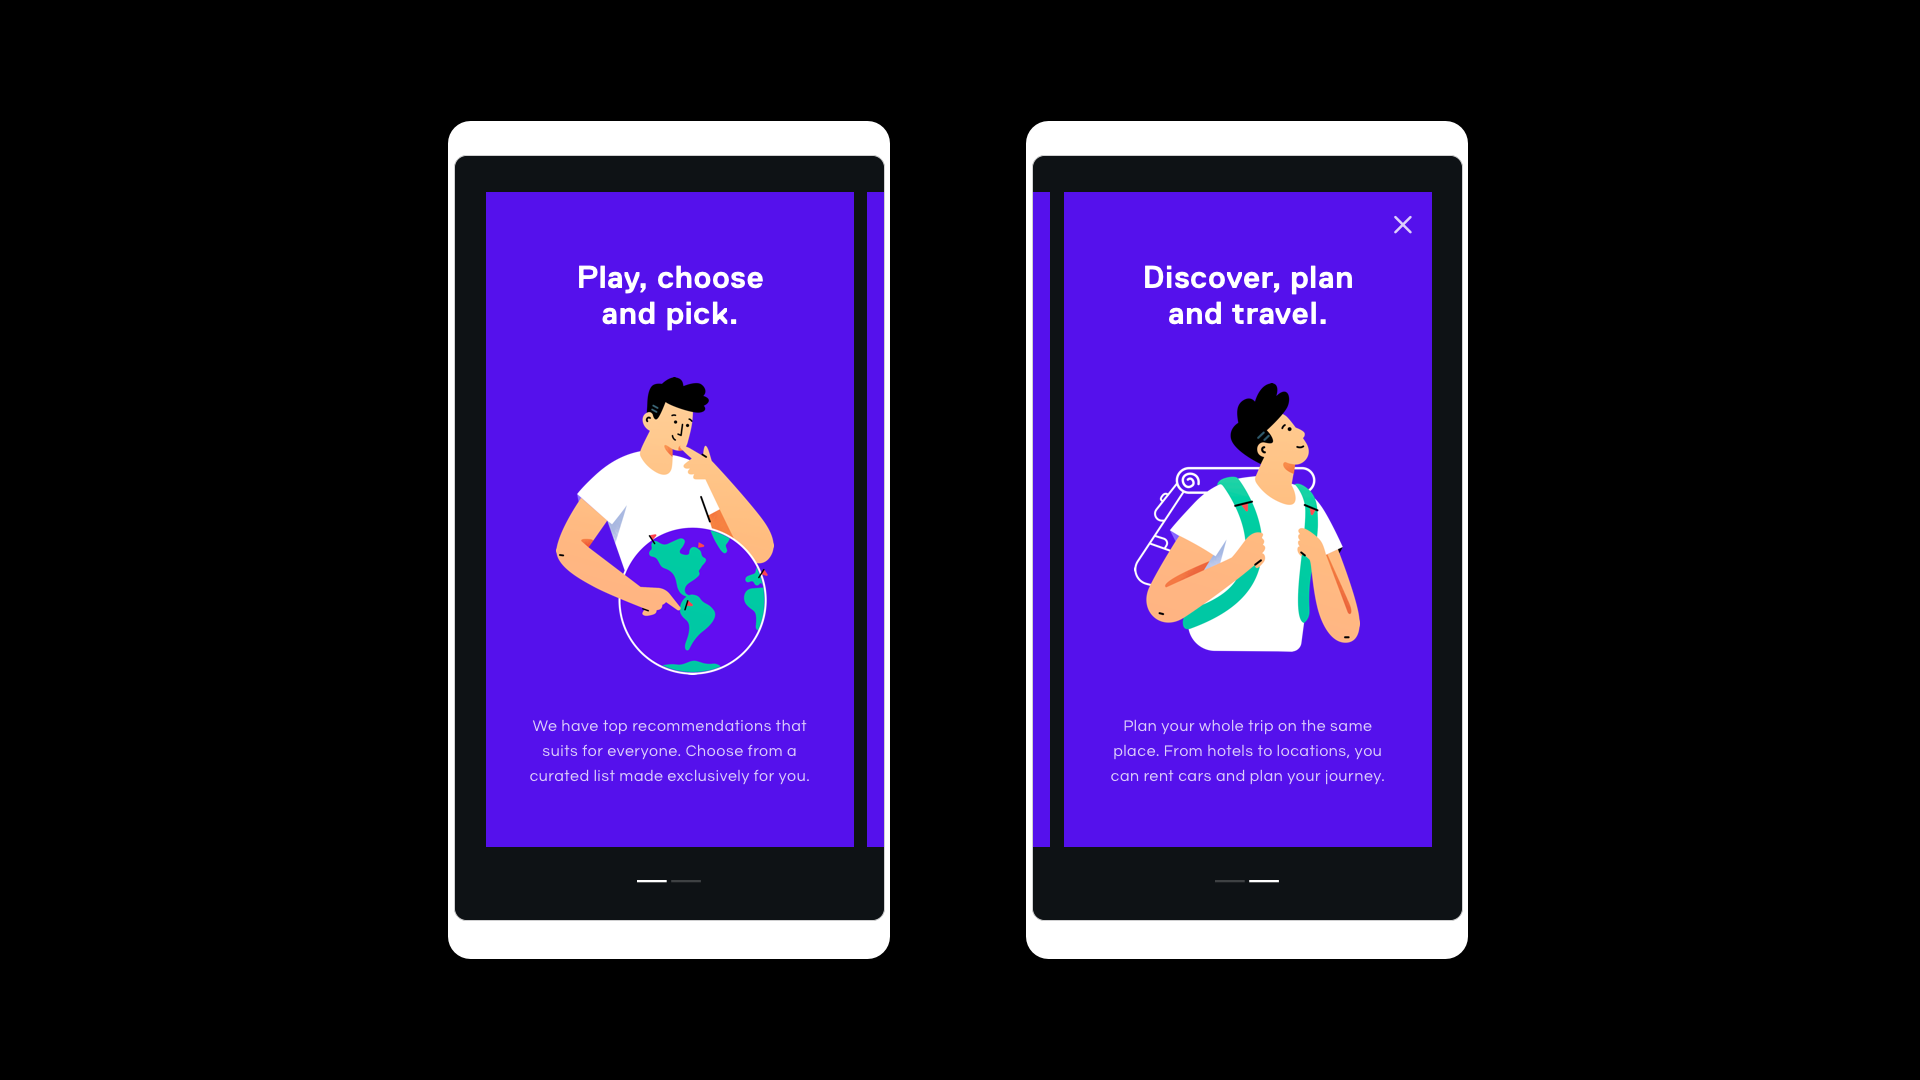 Play, choose
and pick.
We have top recommendations that
suits for everyone. Choose from a
curated list made exclusively for you.
Discover, plan
and travel.
Plan your whole trip on the same
place. From hotels to locations, you
can rent cars and plan your journey.